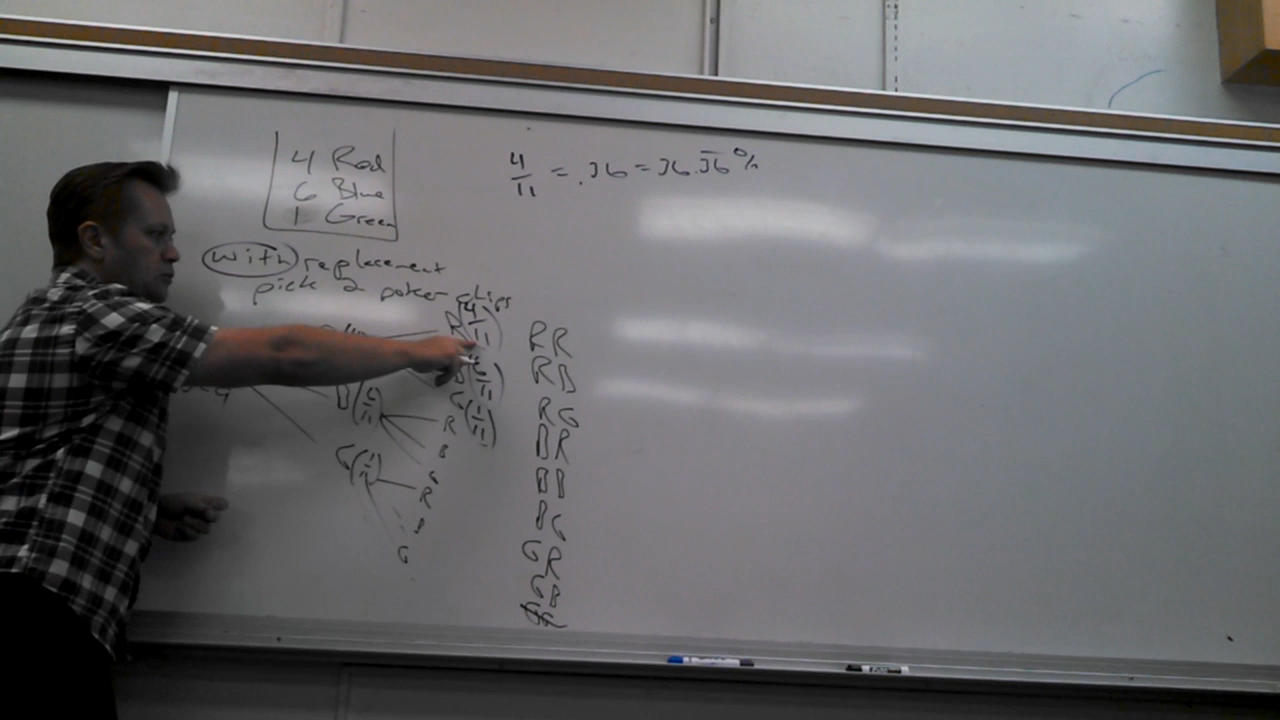 4 Red
6 Blue
1 Green
4/11 = .36 = 36.36%
with replacement
pick 2 poker chips
R (4/11)
B (6/11)
G (1/11)
B (6/11)
R
B
G
G (1/11)
R
B
G
RR
RB
RG
BR
BB
BG
GR
GB
GG